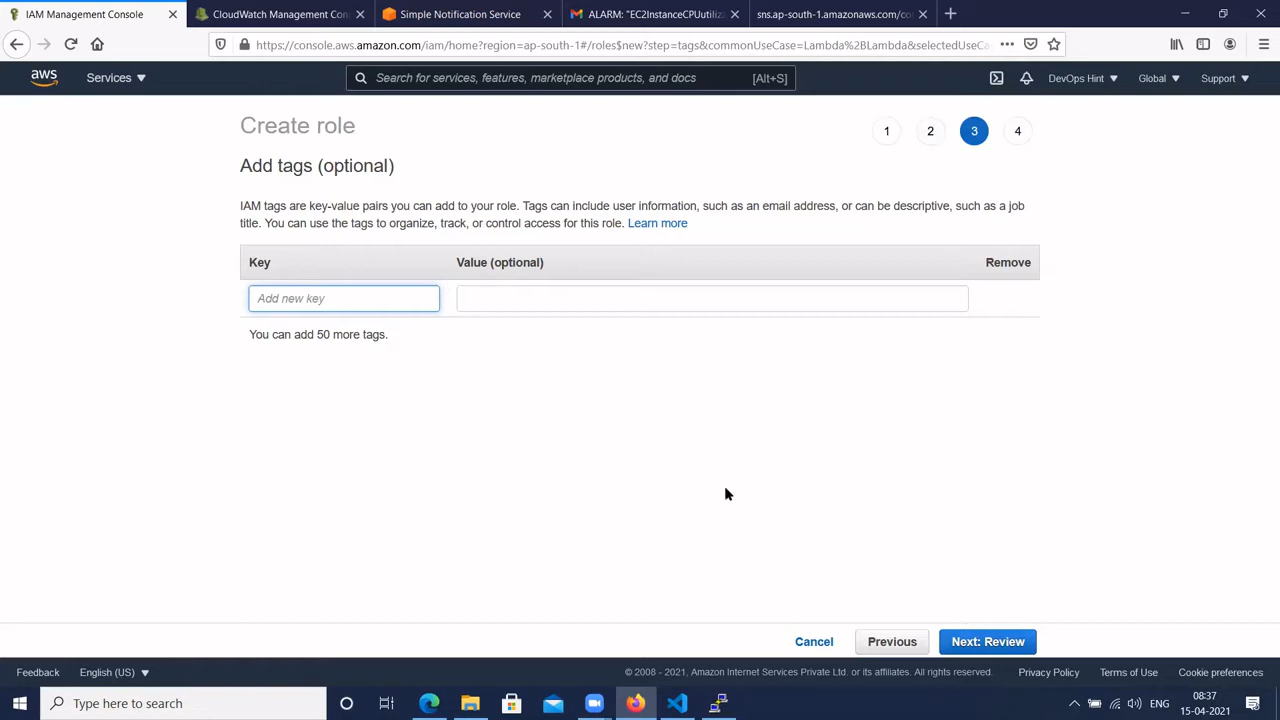 IAM Management Console
CloudWatch Management Con
Simple Notification Service
ALARM: "EC2InstanceCPUutiliza
sns.ap-south-1.amazonaws.com/co
https://console.aws.amazon.com/iam/home?region=ap-south-1#/roles$new?step=tags&commonUseCase=Lambda%2BLambda&selectedUseCa
aws
Services
Search for services, features, marketplace products, and docs
[Alt+S]
DevOps Hint
Global
Support
Create role
1
2
3
4
Add tags (optional)
IAM tags are key-value pairs you can add to your role. Tags can include user information, such as an email address, or can be descriptive, such as a job
title. You can use the tags to organize, track, or control access for this role. Learn more
Key
Value (optional)
Remove
Add new key
You can add 50 more tags.
Cancel
Previous
Next: Review
Feedback
English (US)
© 2008 - 2021, Amazon Internet Services Private Ltd. or its affiliates. All rights reserved.
Privacy Policy
Terms of Use
Cookie preferences
Type here to search
ENG
08:37
15-04-2021